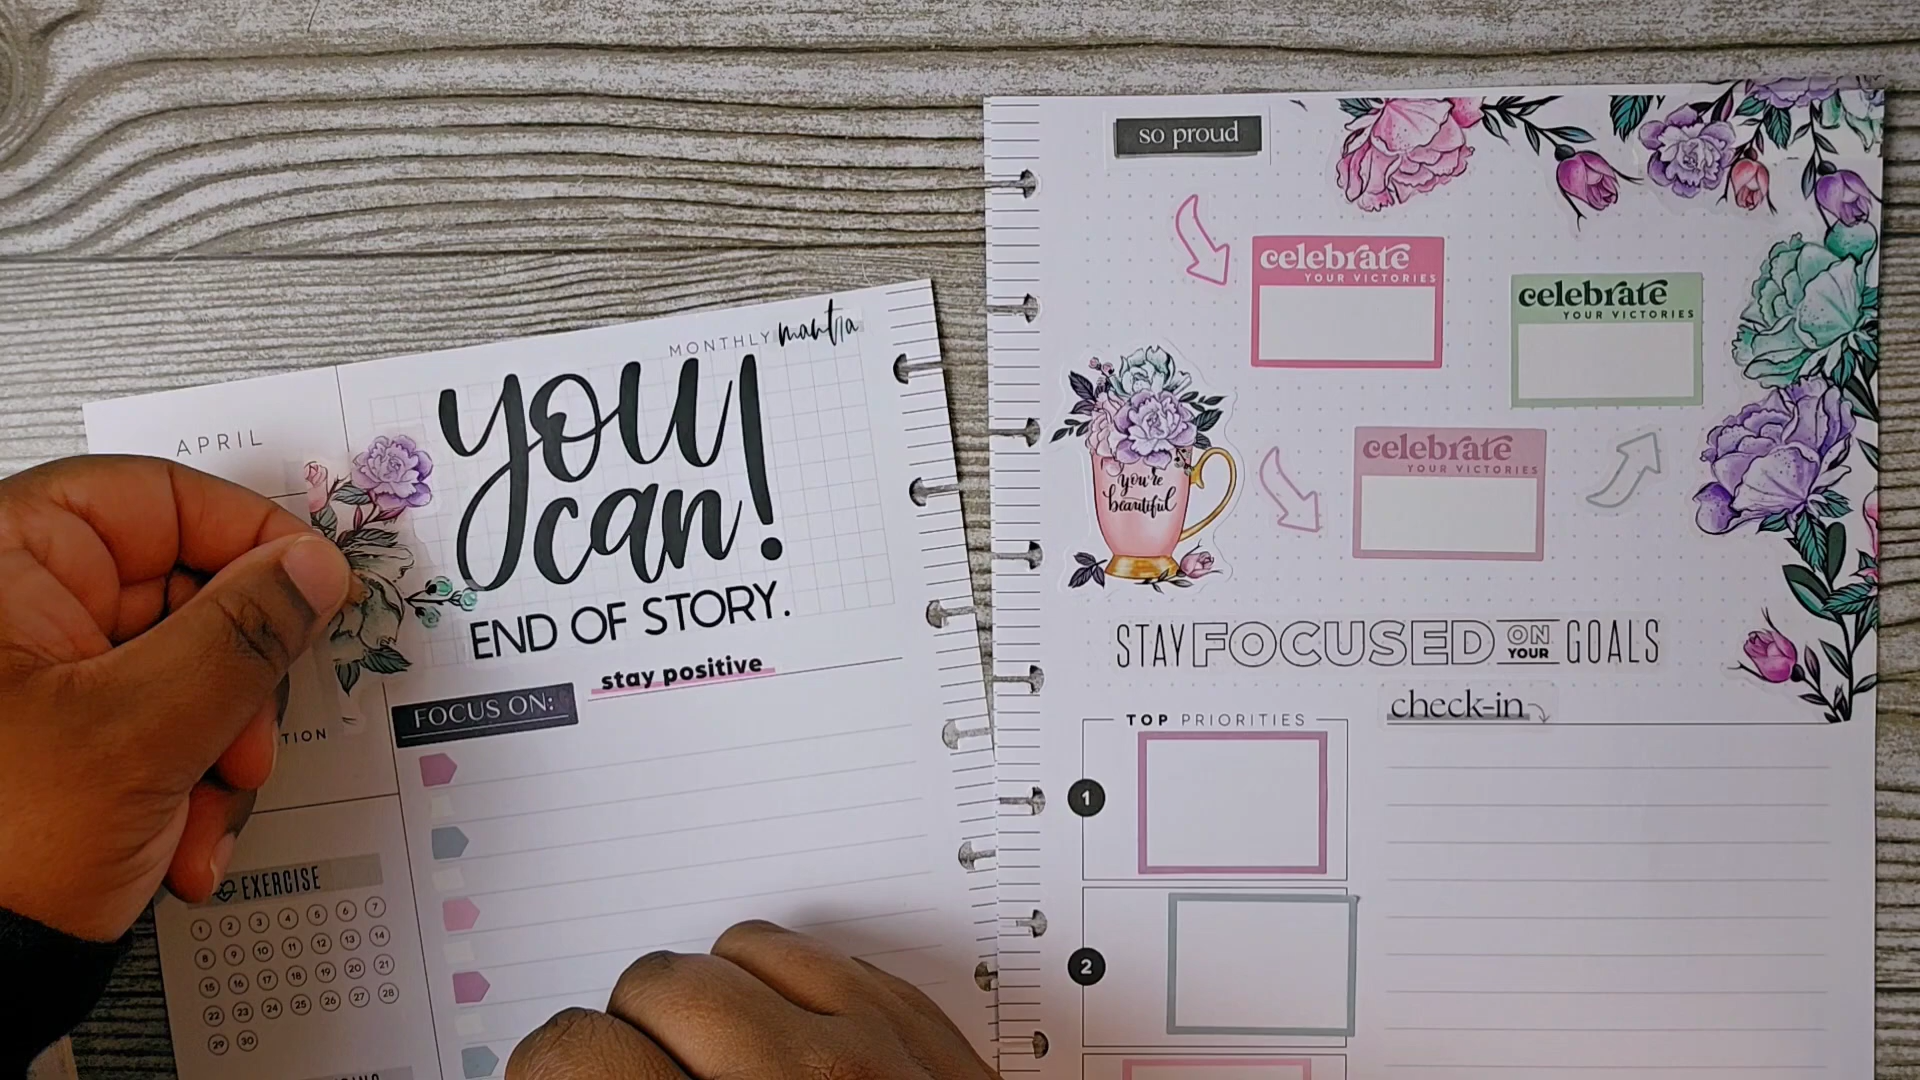 MONTHLY mantra
APRIL
you
can!
END OF STORY.
stay positive
FOCUS ON:
TION
EXERCISE
1 2 3 4 5 6 7
8 9 10 11 12 13 14
15 16 17 18 19 20 21
22 23 24 25 26 27 28
29 30
so proud
celebrate
YOUR VICTORIES
celebrate
YOUR VICTORIES
celebrate
YOUR VICTORIES
you're
beautiful
STAY FOCUSED ON YOUR GOALS
check-in
TOP PRIORITIES
1
2